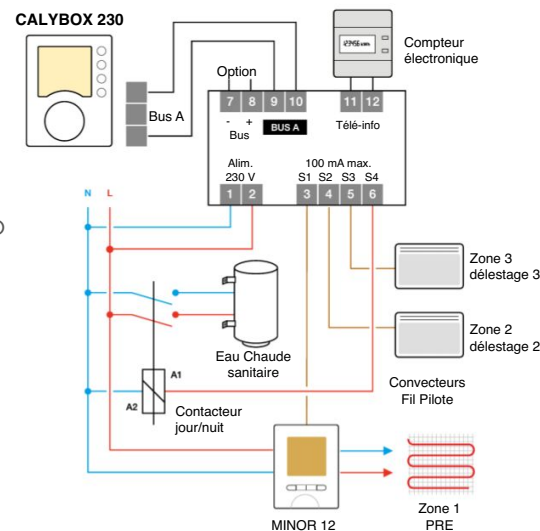 CALYBOX 230
Bus A
Option
Compteur
électronique
7 8 9 10 11 12
- +
Bus
BUS A
Télé-info
Alim.
230 V
100 mA max.
S1 S2 S3 S4
1 2 3 4 5 6
N L
Zone 3
délestage 3
Zone 2
délestage 2
Eau Chaude
sanitaire
Convecteurs
Fil Pilote
A1
A2
Contacteur
jour/nuit
MINOR 12
Zone 1
PRE